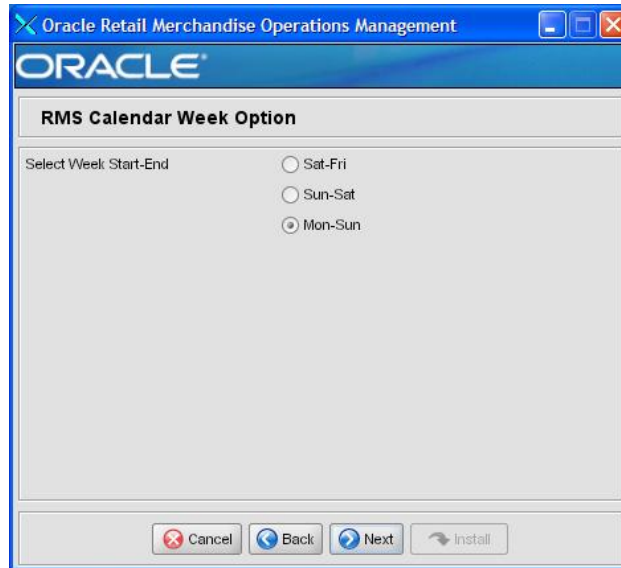 Oracle Retail Merchandise Operations Management
ORACLE
RMS Calendar Week Option
Select Week Start-End
Sat-Fri
Sun-Sat
Mon-Sun
Cancel Back Next Install